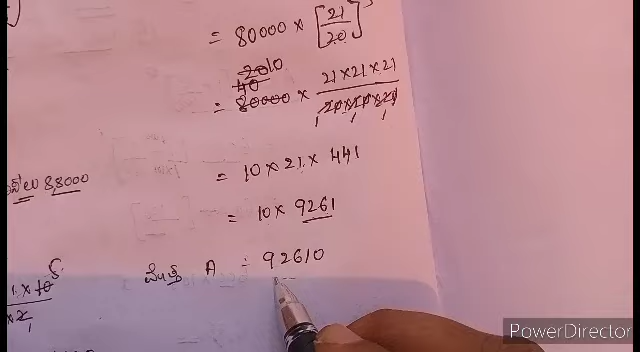 = 80000 × [21/20]³
2010
40
= 80000 × 21×21×21 / 20×20×20
88000
= 10 × 21 × 441
= 10 × 9261
ಮೊತ್ತ A = 92610
PowerDirector